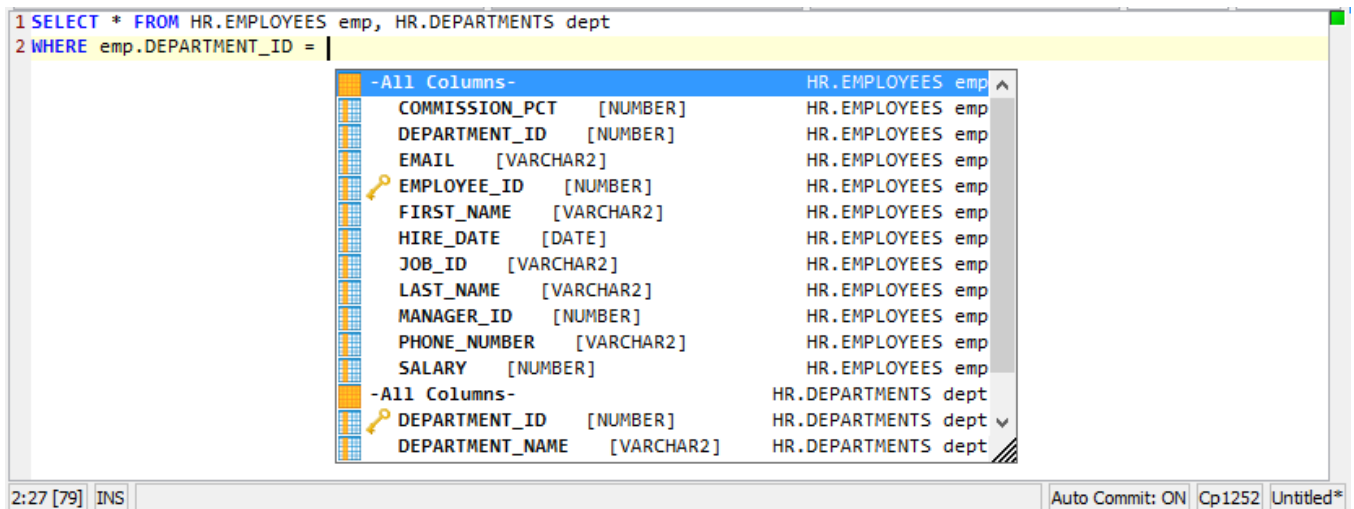 1 SELECT * FROM HR.EMPLOYEES emp, HR.DEPARTMENTS dept
2 WHERE emp.DEPARTMENT_ID =
-All Columns- HR.EMPLOYEES emp
COMMISSION_PCT [NUMBER] HR.EMPLOYEES emp
DEPARTMENT_ID [NUMBER] HR.EMPLOYEES emp
EMAIL [VARCHAR2] HR.EMPLOYEES emp
EMPLOYEE_ID [NUMBER] HR.EMPLOYEES emp
FIRST_NAME [VARCHAR2] HR.EMPLOYEES emp
HIRE_DATE [DATE] HR.EMPLOYEES emp
JOB_ID [VARCHAR2] HR.EMPLOYEES emp
LAST_NAME [VARCHAR2] HR.EMPLOYEES emp
MANAGER_ID [NUMBER] HR.EMPLOYEES emp
PHONE_NUMBER [VARCHAR2] HR.EMPLOYEES emp
SALARY [NUMBER] HR.EMPLOYEES emp
-All Columns- HR.DEPARTMENTS dept
DEPARTMENT_ID [NUMBER] HR.DEPARTMENTS dept
DEPARTMENT_NAME [VARCHAR2] HR.DEPARTMENTS dept
2:27 [79] INS Auto Commit: ON Cp1252 Untitled*